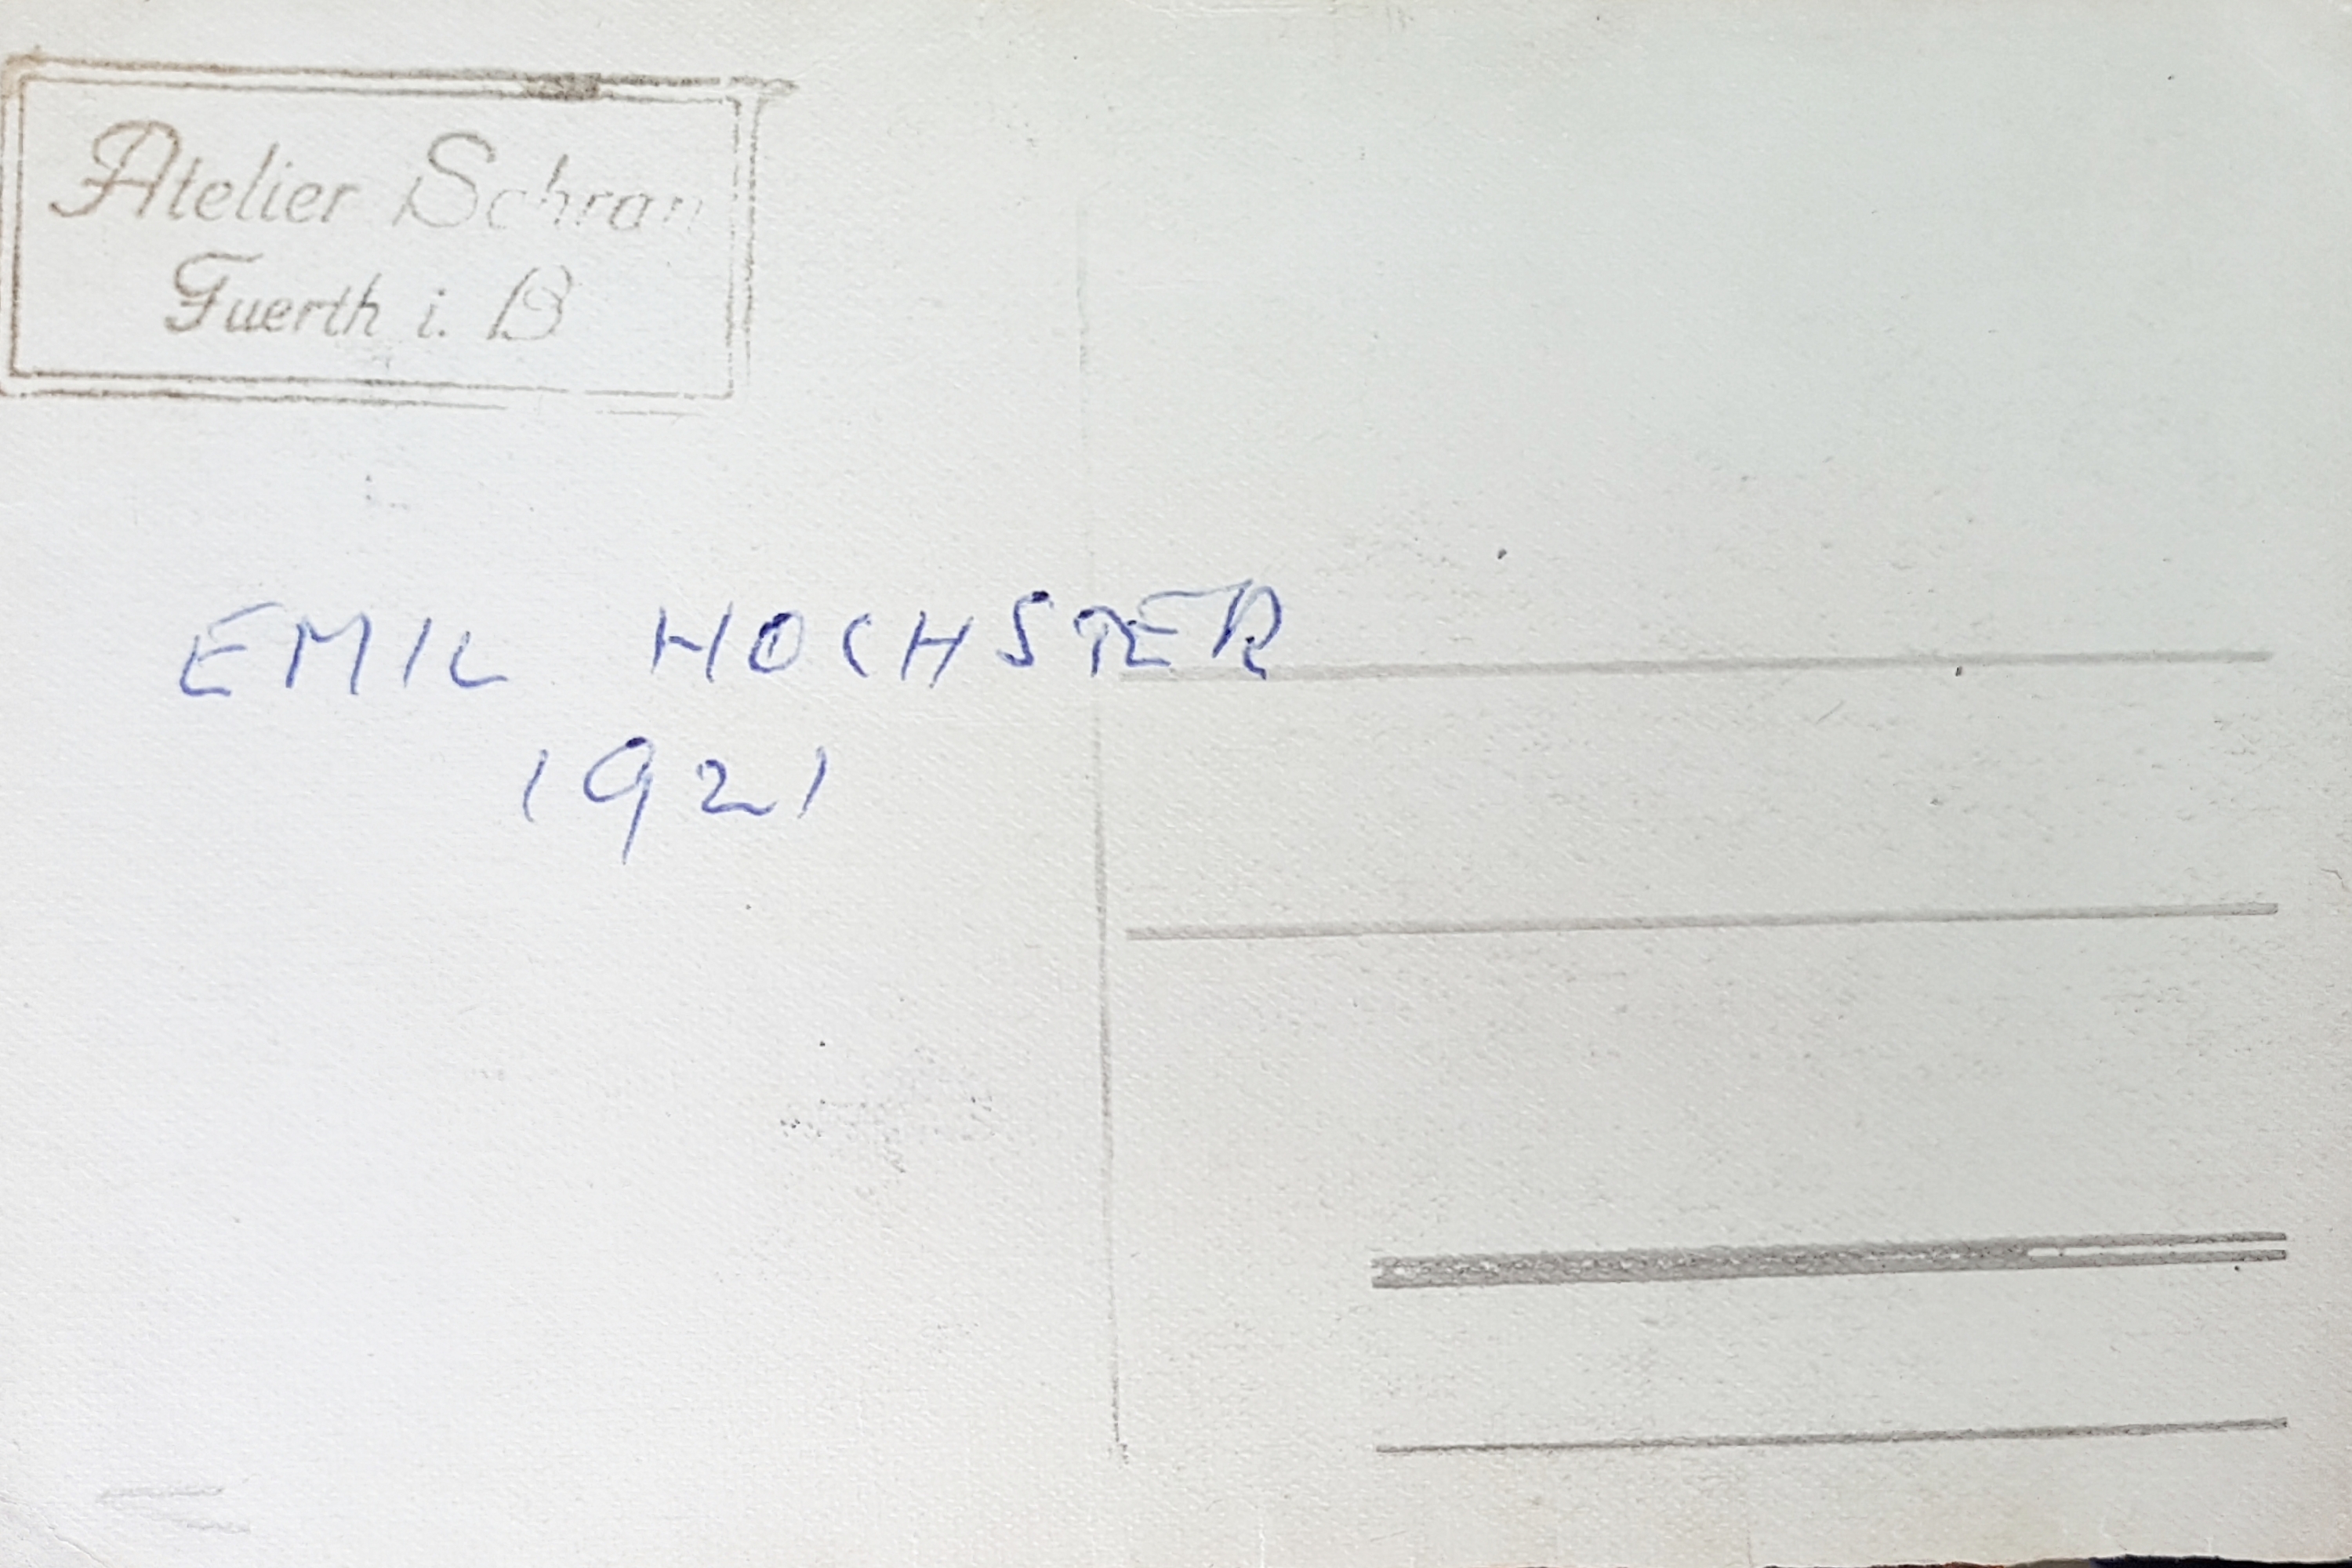 Atelier Schran
Fuerth i. B
EMIL HOCHSTER
1921